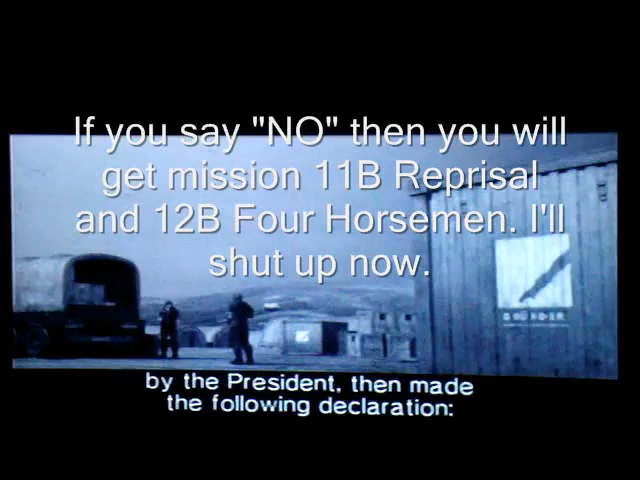 If you say "NO" then you will
get mission 11B Reprisal
and 12B Four Horsemen. I'll
shut up now.
GRÜNDER
by the President, then made
the following declaration: